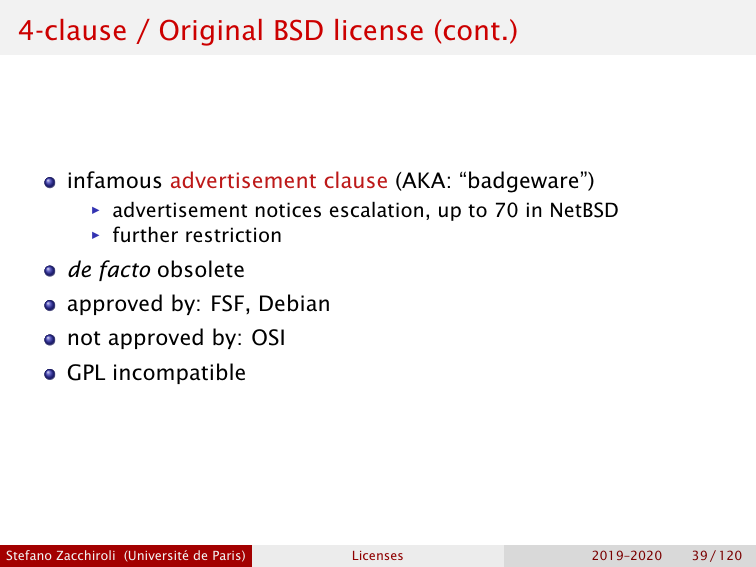 4-clause / Original BSD license (cont.)
infamous advertisement clause (AKA: “badgeware”)
advertisement notices escalation, up to 70 in NetBSD
further restriction
de facto obsolete
approved by: FSF, Debian
not approved by: OSI
GPL incompatible
Stefano Zacchiroli (Université de Paris) Licenses 2019–2020 39 / 120